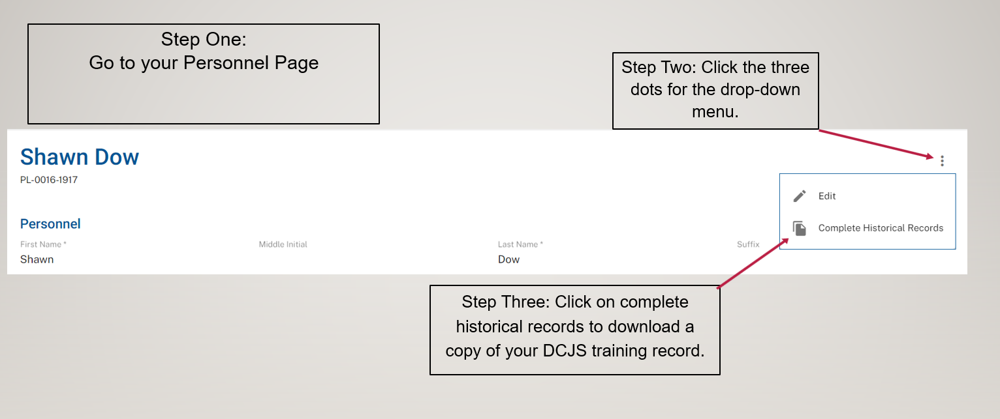 Step One:
Go to your Personnel Page
Step Two: Click the three
dots for the drop-down
menu.
Shawn Dow
PL-0016-1917
Edit
Complete Historical Records
Personnel
First Name *
Middle Initial
Last Name *
Suffix
Shawn
Dow
Step Three: Click on complete
historical records to download a
copy of your DCJS training record.